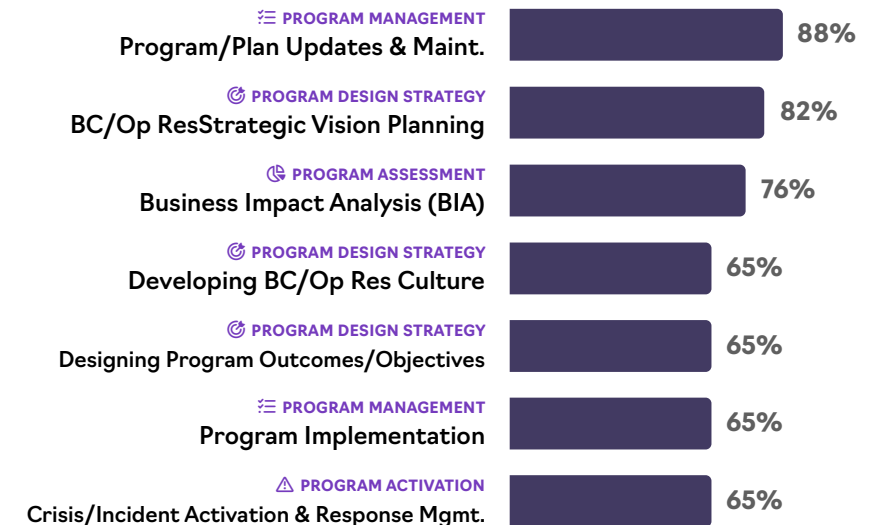 PROGRAM MANAGEMENT
Program/Plan Updates & Maint.
88%
PROGRAM DESIGN STRATEGY
BC/Op ResStrategic Vision Planning
82%
PROGRAM ASSESSMENT
Business Impact Analysis (BIA)
76%
PROGRAM DESIGN STRATEGY
Developing BC/Op Res Culture
65%
PROGRAM DESIGN STRATEGY
Designing Program Outcomes/Objectives
65%
PROGRAM MANAGEMENT
Program Implementation
65%
PROGRAM ACTIVATION
Crisis/Incident Activation & Response Mgmt.
65%